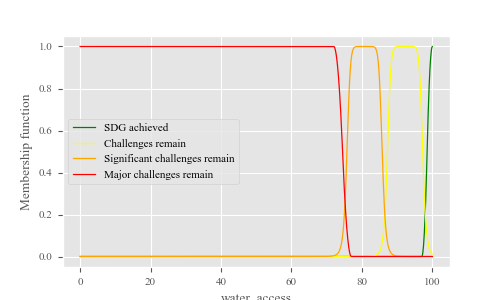 1.0
0.8
0.6
0.4
0.2
0.0
Membership function
SDG achieved
Challenges remain
Significant challenges remain
Major challenges remain
0 20 40 60 80 100
water_access